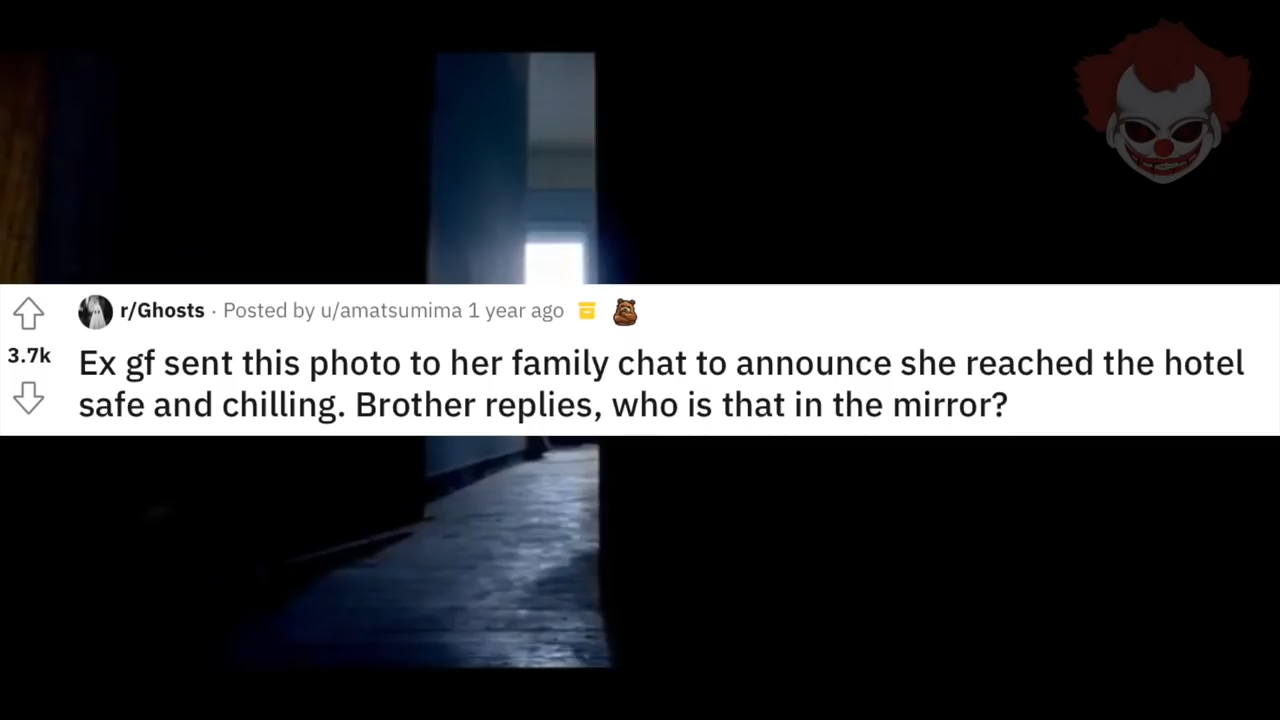 r/Ghosts · Posted by u/amatsumima 1 year ago
3.7k
Ex gf sent this photo to her family chat to announce she reached the hotel
safe and chilling. Brother replies, who is that in the mirror?